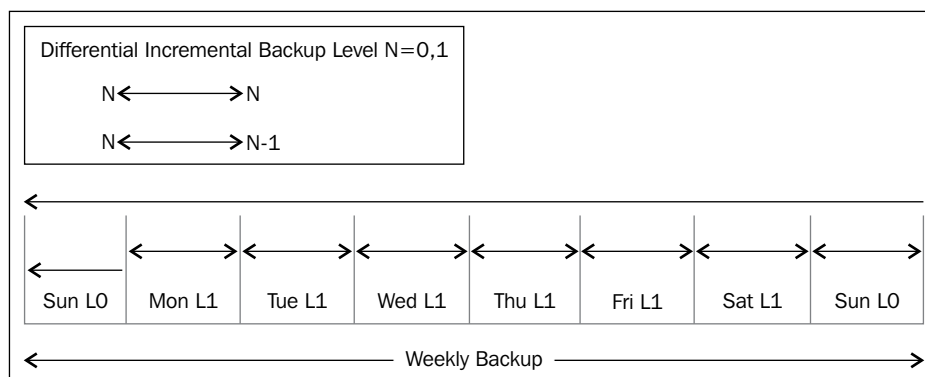 Differential Incremental Backup Level N=0,1
N N
N N-1
Sun L0 Mon L1 Tue L1 Wed L1 Thu L1 Fri L1 Sat L1 Sun L0
Weekly Backup